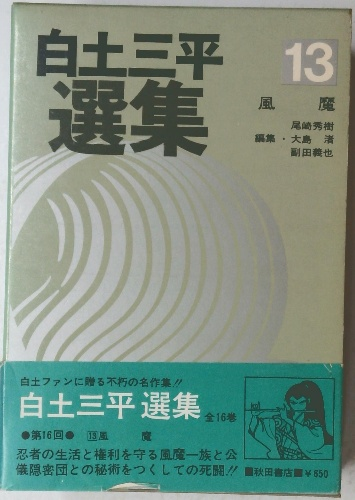 白土三平
選集
13
風 魔
尾崎秀樹
編集・大島 渚
副田義也
白土ファンに贈る不朽の名作集!!
白土三平 選集 全16巻
●第16回● 13風 魔
忍者の生活と権利を守る風魔一族と公
儀隠密団との秘術をつくしての死闘!!
■秋田書店■¥650